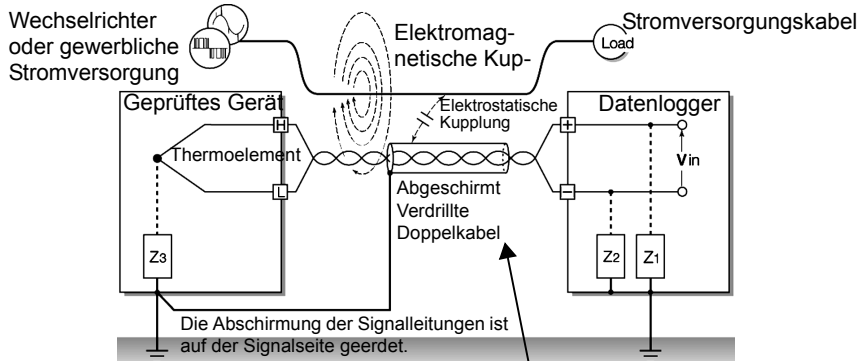 Wechselrichter
oder gewerbliche
Stromversorgung
Elektromag-
netische Kup-
Load
Stromversorgungskabel
Geprüftes Gerät
H
Thermoelement
L
Z3
Elektrostatische
Kupplung
Abgeschirmt
Verdrillte
Doppelkabel
Datenlogger
+
Vin
−
Z2
Z1
Die Abschirmung der Signalleitungen ist
auf der Signalseite geerdet.